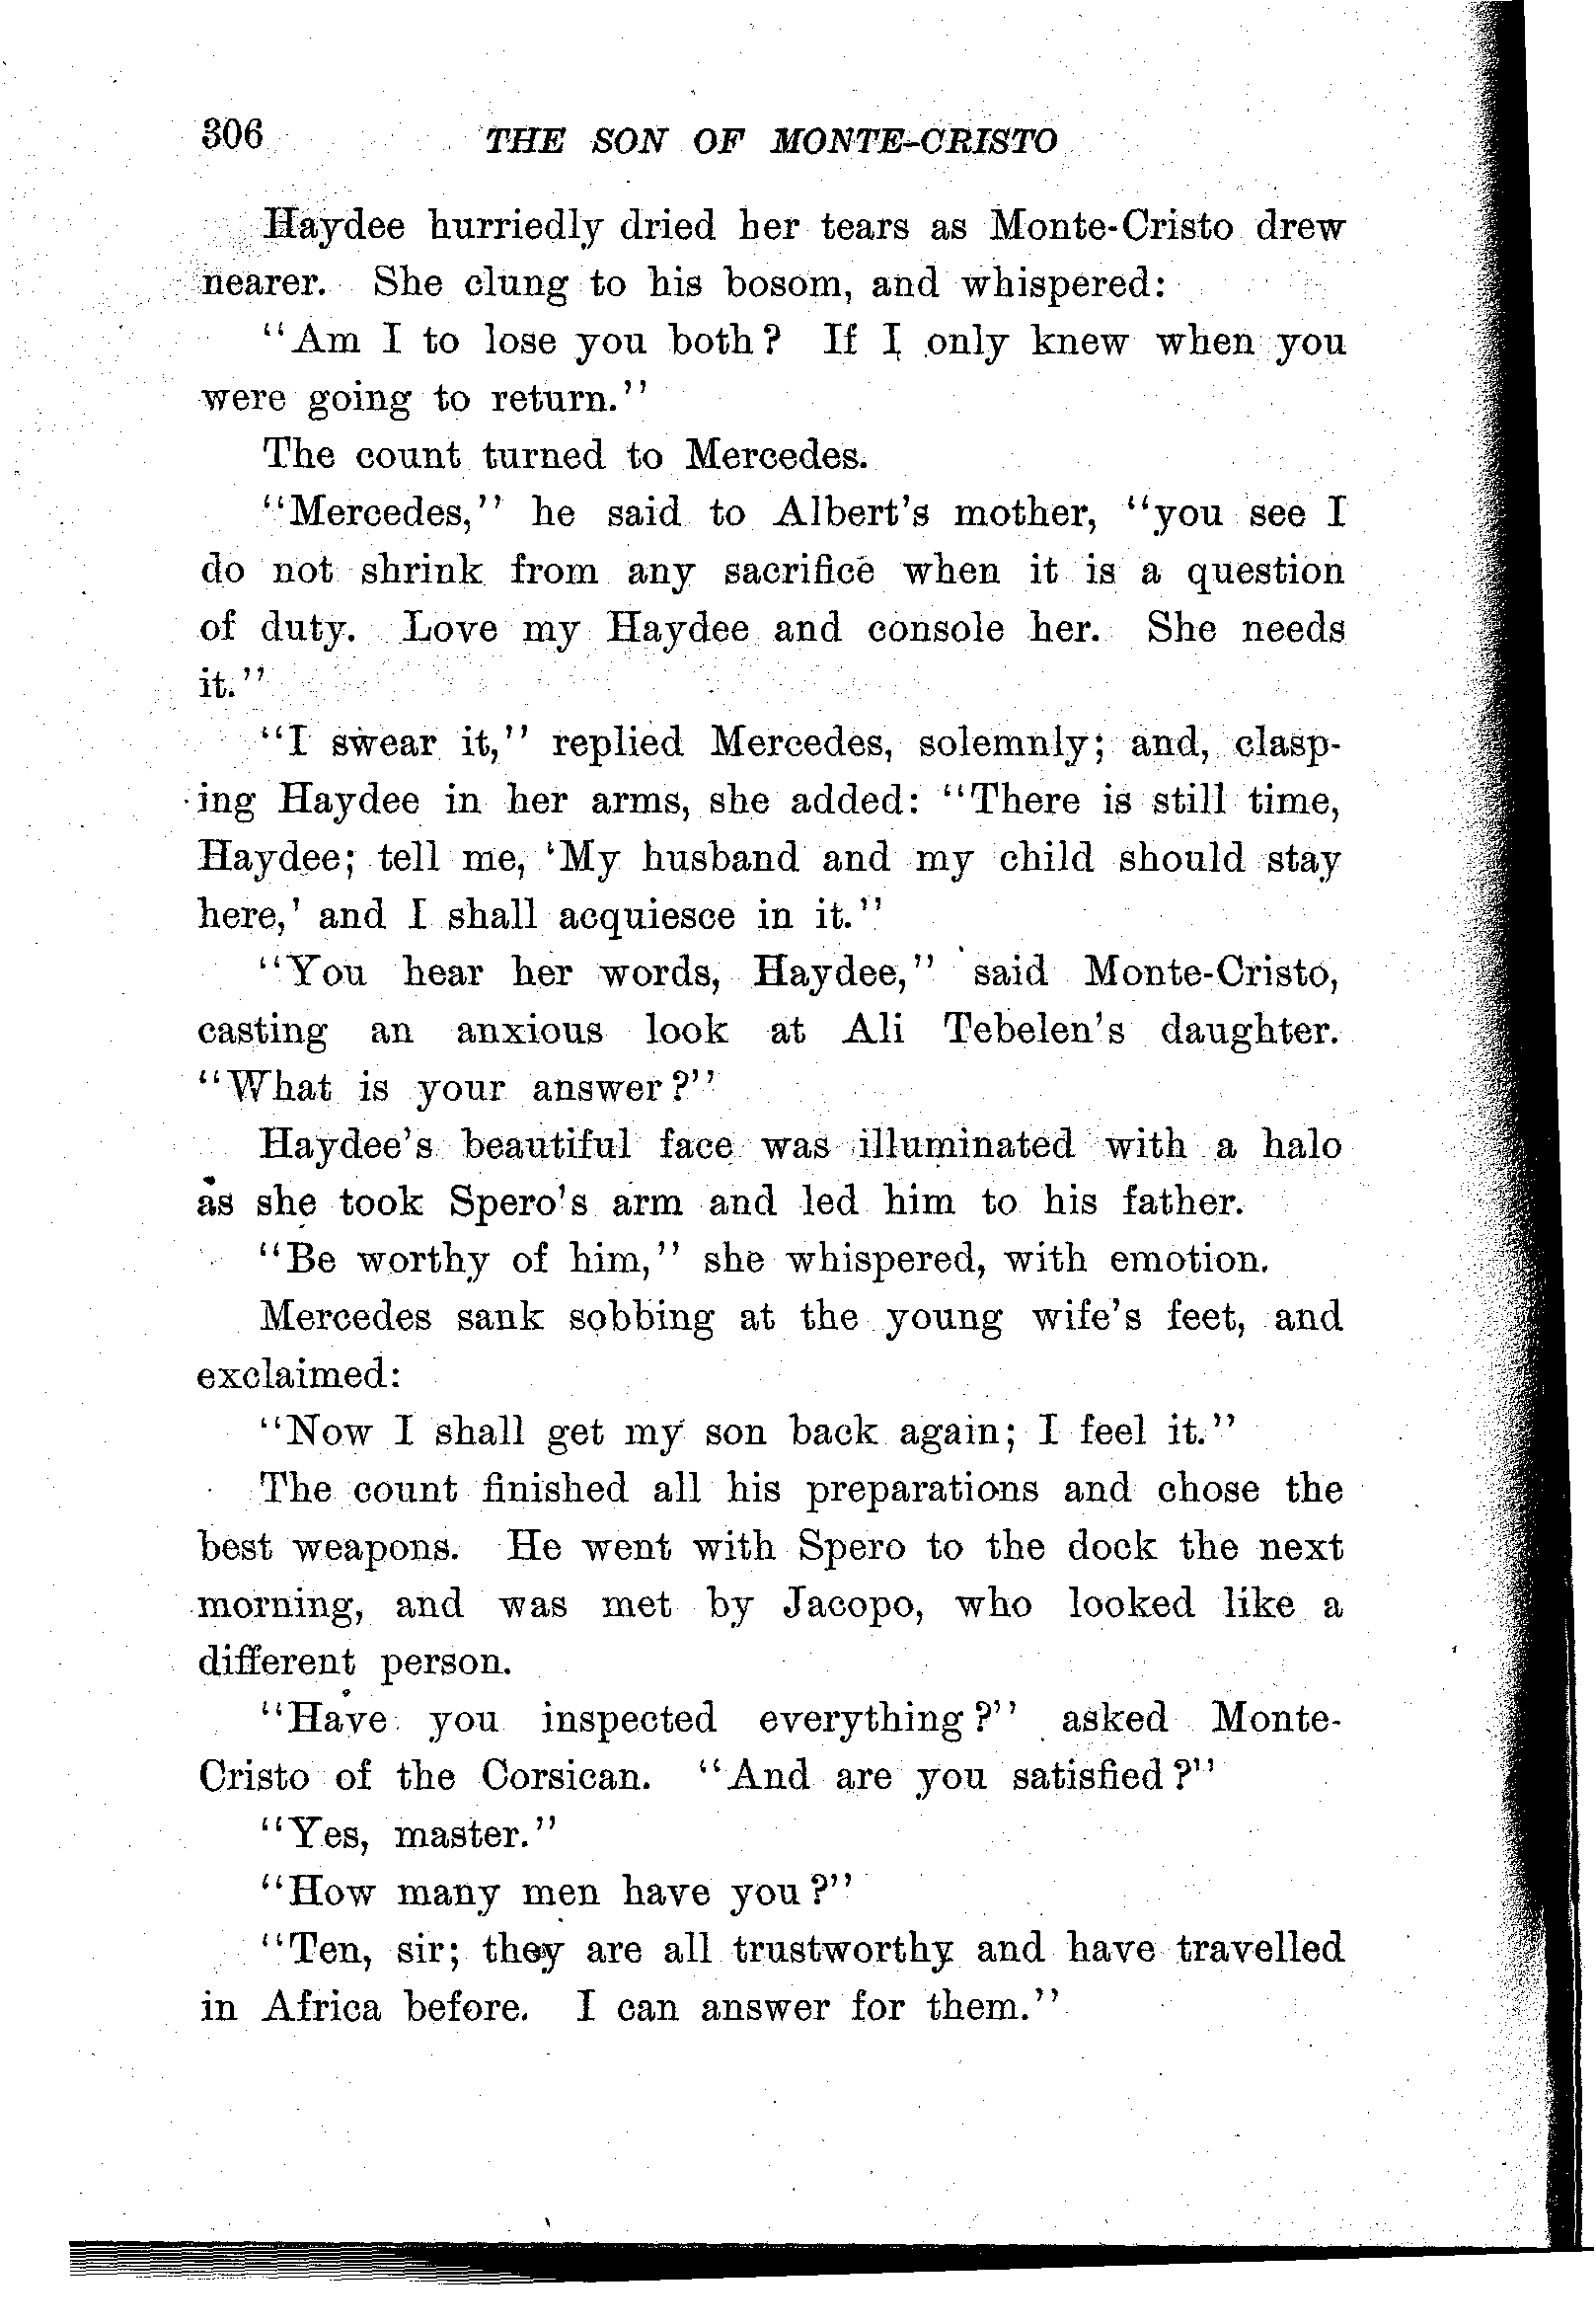 306 THE SON OF MONTE-CRISTO
Haydee hurriedly dried her tears as Monte-Cristo drew
nearer. She clung to his bosom, and whispered:
"Am I to lose you both? If I only knew when you
were going to return."
The count turned to Mercedes.
"Mercedes," he said to Albert's mother, "you see I
do not shrink from any sacrifice when it is a question
of duty. Love my Haydee and console her. She needs
it."
"I swear it," replied Mercedes, solemnly; and, clasp-
ing Haydee in her arms, she added: "There is still time,
Haydee; tell me, 'My husband and my child should stay
here,' and I shall acquiesce in it."
"You hear her words, Haydee," said Monte-Cristo,
casting an anxious look at Ali Tebelen's daughter.
"What is your answer?"
Haydee's beautiful face was illuminated with a halo
as she took Spero's arm and led him to his father.
"Be worthy of him," she whispered, with emotion.
Mercedes sank sobbing at the young wife's feet, and
exclaimed:
"Now I shall get my son back again; I feel it."
The count finished all his preparations and chose the
best weapons. He went with Spero to the dock the next
morning, and was met by Jacopo, who looked like a
different person.
"Have you inspected everything?" asked Monte-
Cristo of the Corsican. "And are you satisfied?"
"Yes, master."
"How many men have you?"
"Ten, sir; they are all trustworthy and have travelled
in Africa before. I can answer for them."